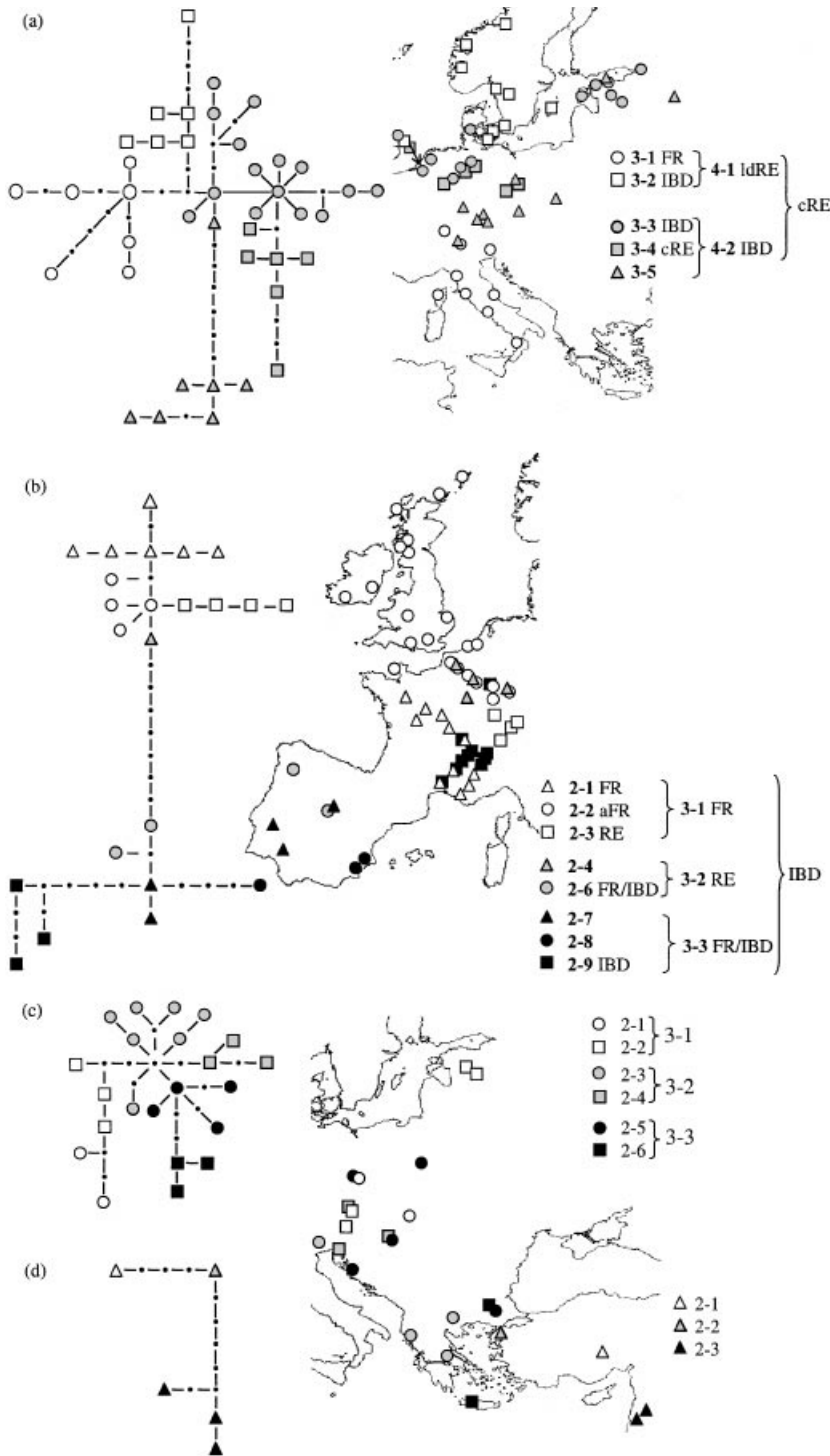 (a)
3-1 FR
3-2 IBD
4-1 ldRE
3-3 IBD
3-4 cRE
3-5
4-2 IBD
cRE
(b)
2-1 FR
2-2 aFR
2-3 RE
3-1 FR
2-4
2-6 FR/IBD
3-2 RE
2-7
2-8
2-9 IBD
3-3 FR/IBD
IBD
(c)
2-1
2-2
3-1
2-3
2-4
3-2
2-5
2-6
3-3
(d)
2-1
2-2
2-3